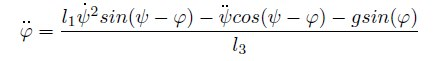 φ̈ = (l₁ψ̇²sin(ψ − φ) − ψ̈cos(ψ − φ) − gsin(φ)) / l₃